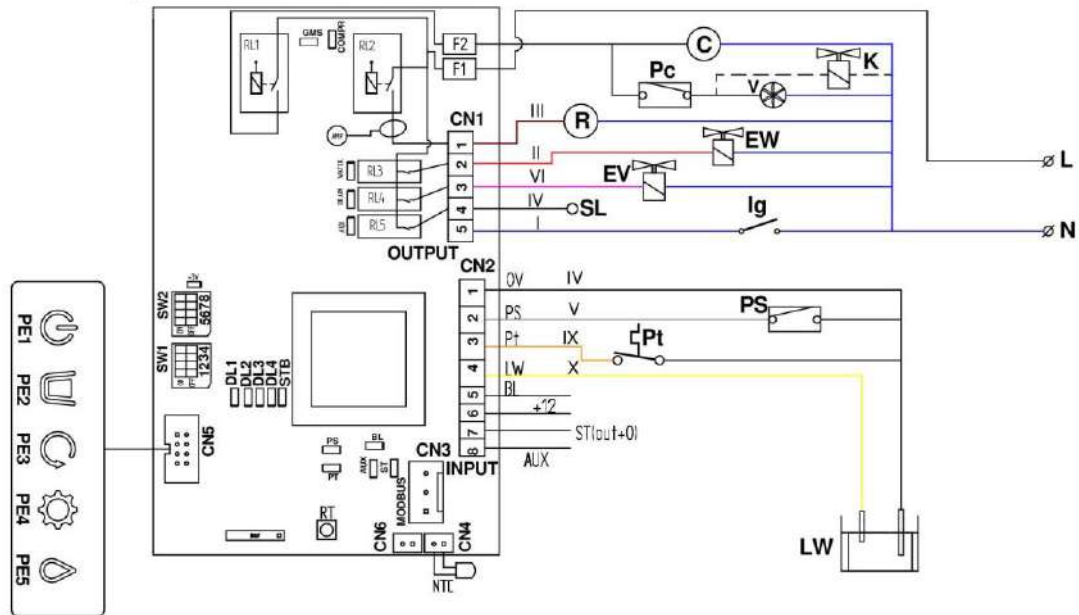 RL1
GMS
COMPR
RL2
F2
F1
C
K
Pc
V
CN1
III
R
1
II
EW
2
VI
EV
3
IV
SL
4
I
Ig
5
L
N
WATER
RL3
RL4
RL5
OUTPUT
CN2
0V
IV
1
PS
V
PS
2
Pt
IX
Pt
3
LW
X
4
BL
5
+12
6
ST(out+0)
7
AUX
8
INPUT
SW2
5678
SW1
1234
ON
OFF
DL1
DL2
DL3
DL4
STB
CN5
PS
BL
PT
AUX
ST
CN3
MODBUS
RT
CN6
CN4
NTC
LW
PE1
PE2
PE3
PE4
PE5